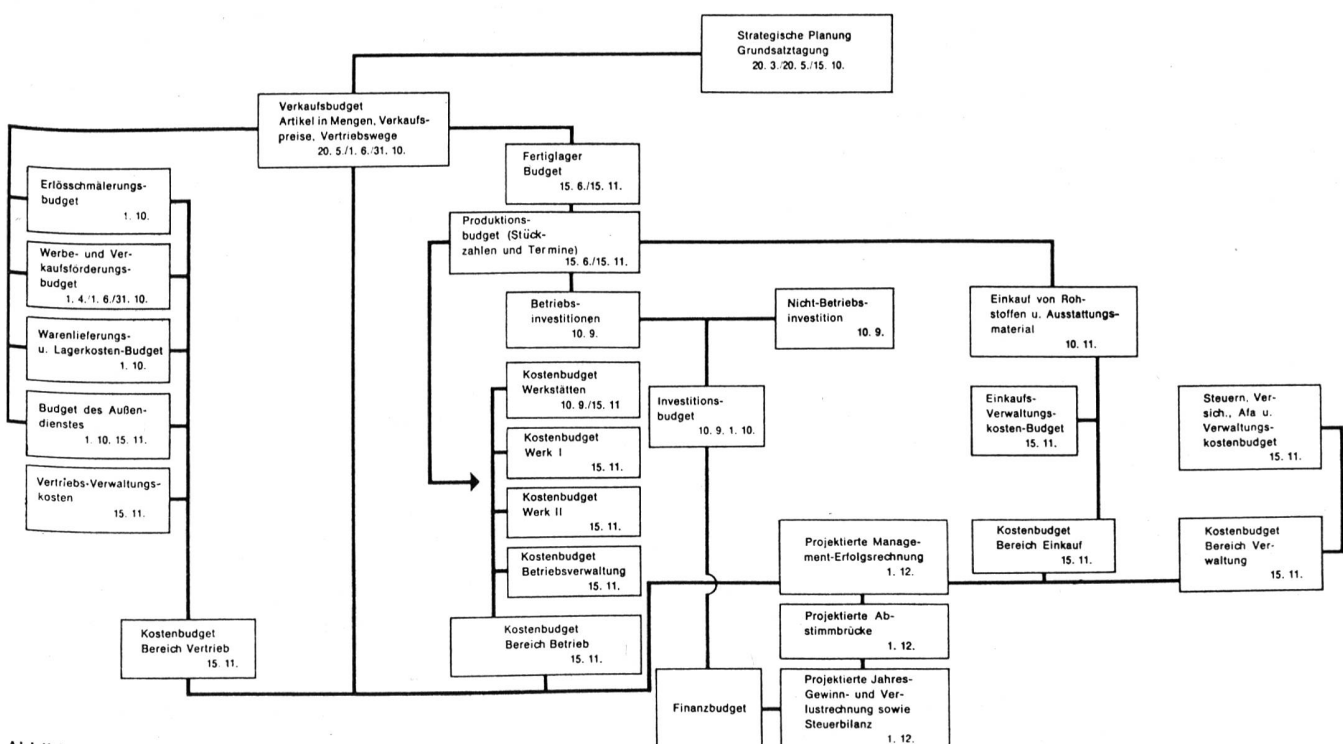 Strategische Planung
Grundsatztagung
20. 3./20. 5./15. 10.
Verkaufsbudget
Artikel in Mengen, Verkaufs-
preise, Vertriebswege
20. 5./1. 6./31. 10.
Fertiglager
Budget
15. 6./15. 11.
Erlösschmälerungs-
budget
1. 10.
Produktions-
budget (Stück-
zahlen und Termine)
15. 6./15. 11.
Werbe- und Ver-
kaufsförderungs-
budget
1. 4./1. 6./31. 10.
Betriebs-
investitionen
10. 9.
Nicht-Betriebs-
investition
10. 9.
Einkauf von Roh-
stoffen u. Ausstattungs-
material
10. 11.
Warenlieferungs-
u. Lagerkosten-Budget
1. 10.
Kostenbudget
Werkstätten
10. 9./15. 11
Investitions-
budget
10. 9. 1. 10.
Einkaufs-
Verwaltungs-
kosten-Budget
15. 11.
Steuern, Ver-
sich., Afa u.
Verwaltungs-
kostenbudget
15. 11.
Budget des Außen-
dienstes
1. 10. 15. 11.
Kostenbudget
Werk I
15. 11.
Vertriebs-Verwaltungs-
kosten
15. 11.
Kostenbudget
Werk II
15. 11.
Kostenbudget
Betriebsverwaltung
15. 11.
Projektierte Manage-
ment-Erfolgsrechnung
1. 12.
Kostenbudget
Bereich Einkauf
15. 11.
Kostenbudget
Bereich Ver-
waltung
15. 11.
Kostenbudget
Bereich Vertrieb
15. 11.
Kostenbudget
Bereich Betrieb
15. 11.
Projektierte Ab-
stimmbrücke
1. 12.
Finanzbudget
Projektierte Jahres-
Gewinn- und Ver-
lustrechnung sowie
Steuerbilanz
1. 12.